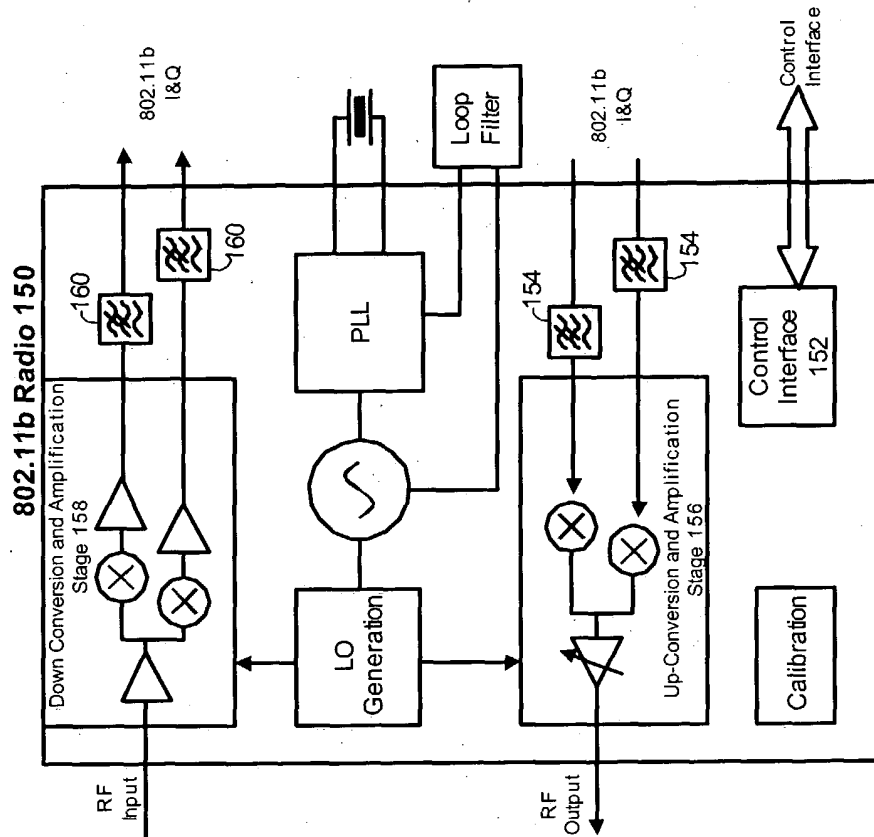 802.11b Radio 150
Down Conversion and Amplification
Stage 158
160
160
802.11b
I&Q
RF
Input
LO
Generation
PLL
Loop
Filter
802.11b
I&Q
154
154
Up-Conversion and Amplification
Stage 156
RF
Output
Calibration
Control
Interface
152
Control
Interface